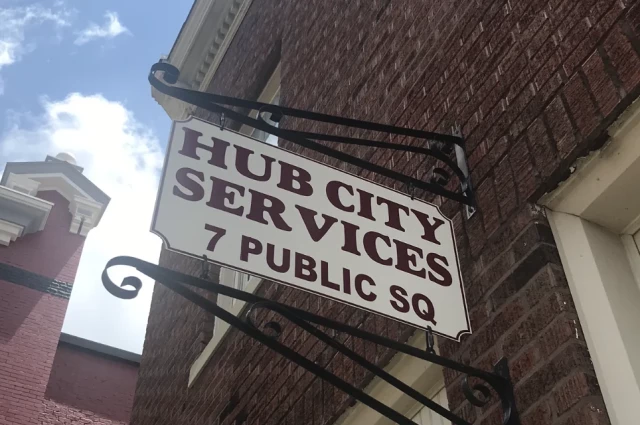 HUB CITY
SERVICES
7 PUBLIC SQ